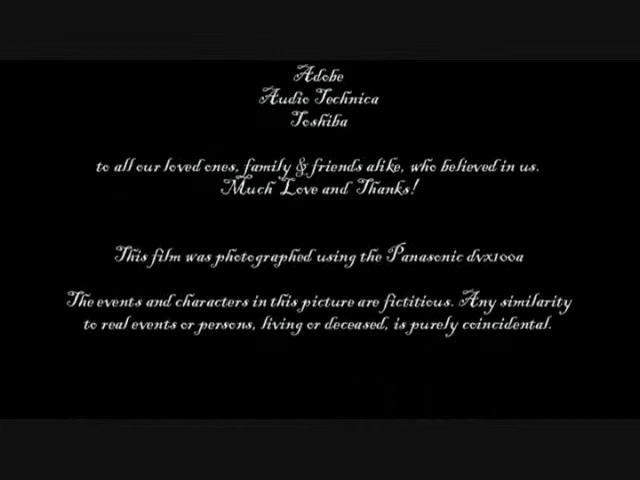 Adobe
Audio Technica
Toshiba
to all our loved ones, family & friends alike, who believed in us.
Much Love and Thanks!
This film was photographed using the Panasonic dvx100a
The events and characters in this picture are fictitious. Any similarity
to real events or persons, living or deceased, is purely coincidental.